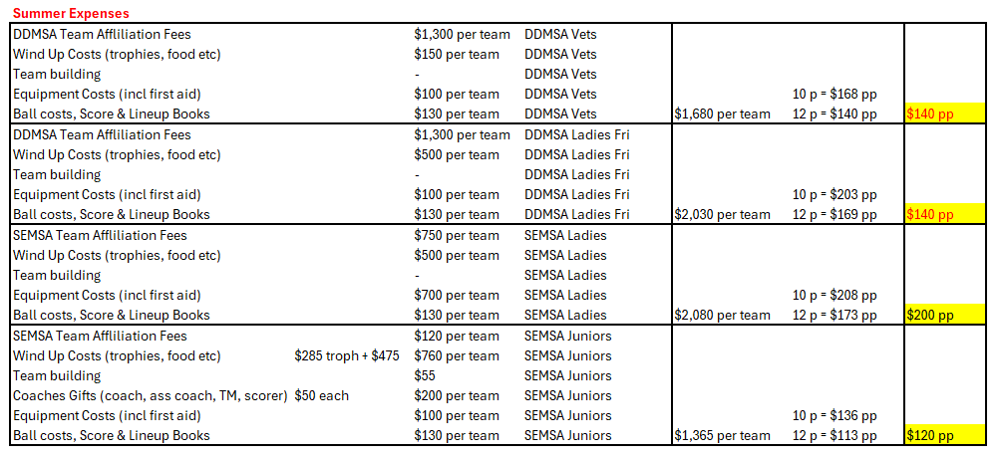 Summer Expenses
DDMSA Team Affliliation Fees $1,300 per team DDMSA Vets
Wind Up Costs (trophies, food etc) $150 per team DDMSA Vets
Team building - DDMSA Vets
Equipment Costs (incl first aid) $100 per team DDMSA Vets 10 p = $168 pp
Ball costs, Score & Lineup Books $130 per team DDMSA Vets $1,680 per team 12 p = $140 pp $140 pp
DDMSA Team Affliliation Fees $1,300 per team DDMSA Ladies Fri
Wind Up Costs (trophies, food etc) $500 per team DDMSA Ladies Fri
Team building - DDMSA Ladies Fri
Equipment Costs (incl first aid) $100 per team DDMSA Ladies Fri 10 p = $203 pp
Ball costs, Score & Lineup Books $130 per team DDMSA Ladies Fri $2,030 per team 12 p = $169 pp $140 pp
SEMSA Team Affliliation Fees $750 per team SEMSA Ladies
Wind Up Costs (trophies, food etc) $500 per team SEMSA Ladies
Team building - SEMSA Ladies
Equipment Costs (incl first aid) $700 per team SEMSA Ladies 10 p = $208 pp
Ball costs, Score & Lineup Books $130 per team SEMSA Ladies $2,080 per team 12 p = $173 pp $200 pp
SEMSA Team Affliliation Fees $120 per team SEMSA Juniors
Wind Up Costs (trophies, food etc) $285 troph + $475 $760 per team SEMSA Juniors
Team building $55 SEMSA Juniors
Coaches Gifts (coach, ass coach, TM, scorer) $50 each $200 per team SEMSA Juniors
Equipment Costs (incl first aid) $100 per team SEMSA Juniors 10 p = $136 pp
Ball costs, Score & Lineup Books $130 per team SEMSA Juniors $1,365 per team 12 p = $113 pp $120 pp